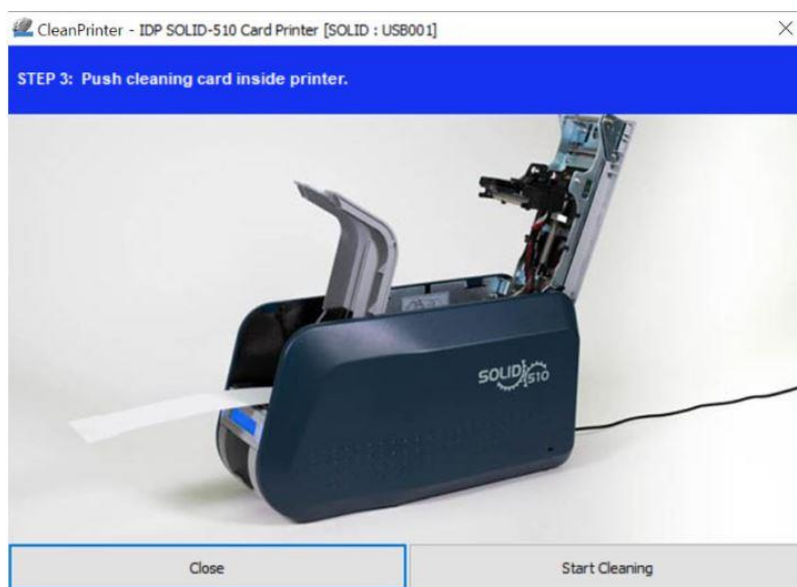 CleanPrinter - IDP SOLID-510 Card Printer [SOLID : USB001]
STEP 3: Push cleaning card inside printer.
SOLID 510
Close
Start Cleaning